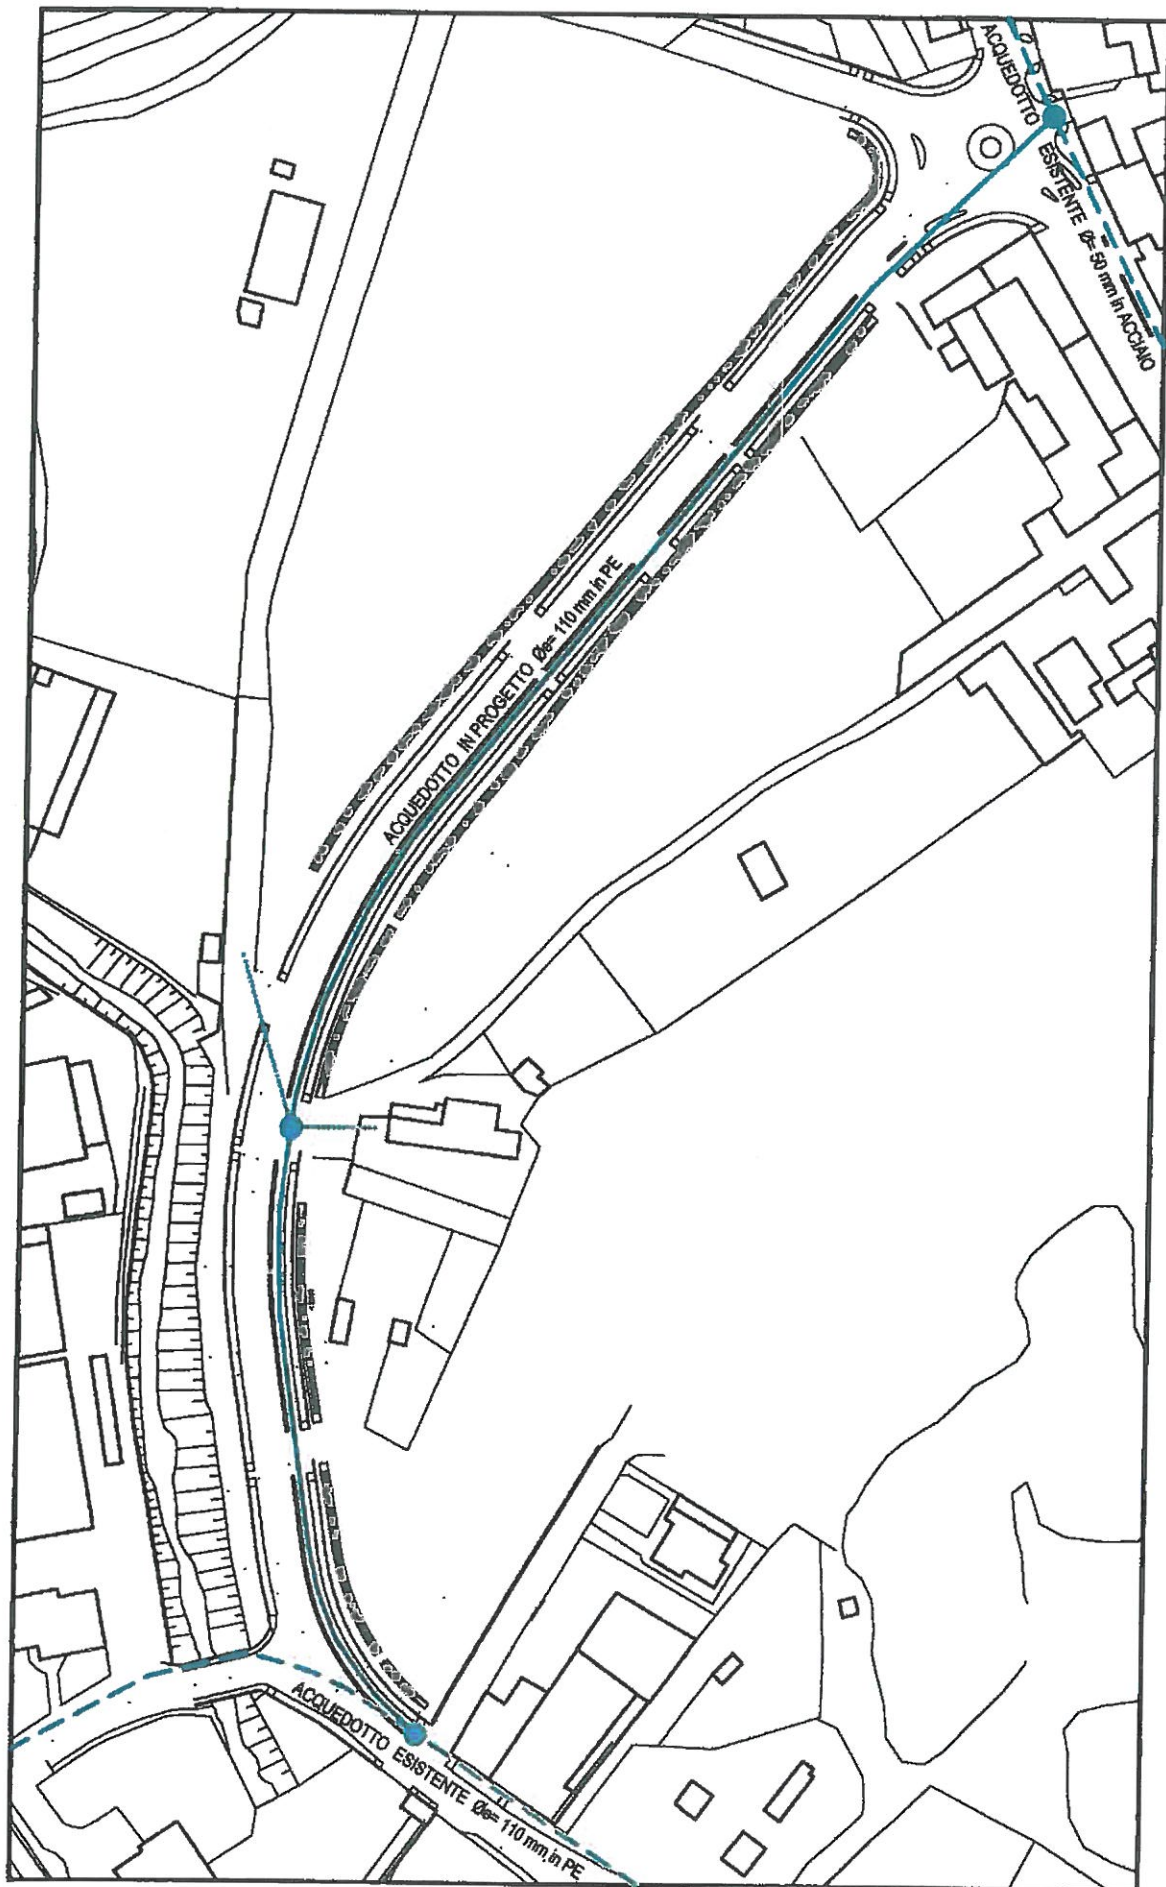 ACQUEDOTTO ESISTENTE Ø= 50 mm in ACCIAIO
ACQUEDOTTO IN PROGETTO Øe= 110 mm in PE
ACQUEDOTTO ESISTENTE Øe= 110 mm in PE